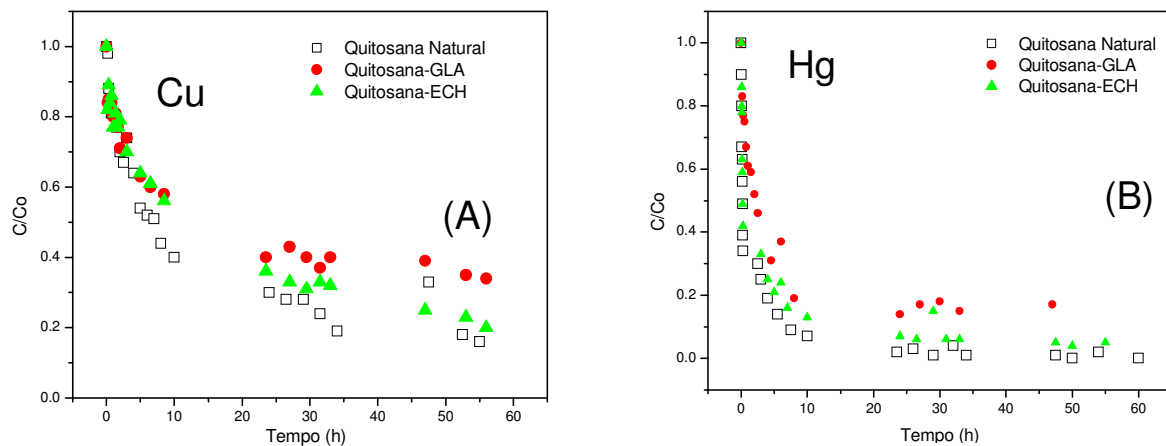 1.0
0.8
0.6
0.4
0.2
0.0
C/Co
Cu
Quitosana Natural
Quitosana-GLA
Quitosana-ECH
(A)
0 10 20 30 40 50 60
Tempo (h)
1.0
0.8
0.6
0.4
0.2
0.0
C/Co
Hg
Quitosana Natural
Quitosana-GLA
Quitosana-ECH
(B)
0 10 20 30 40 50 60
Tempo (h)